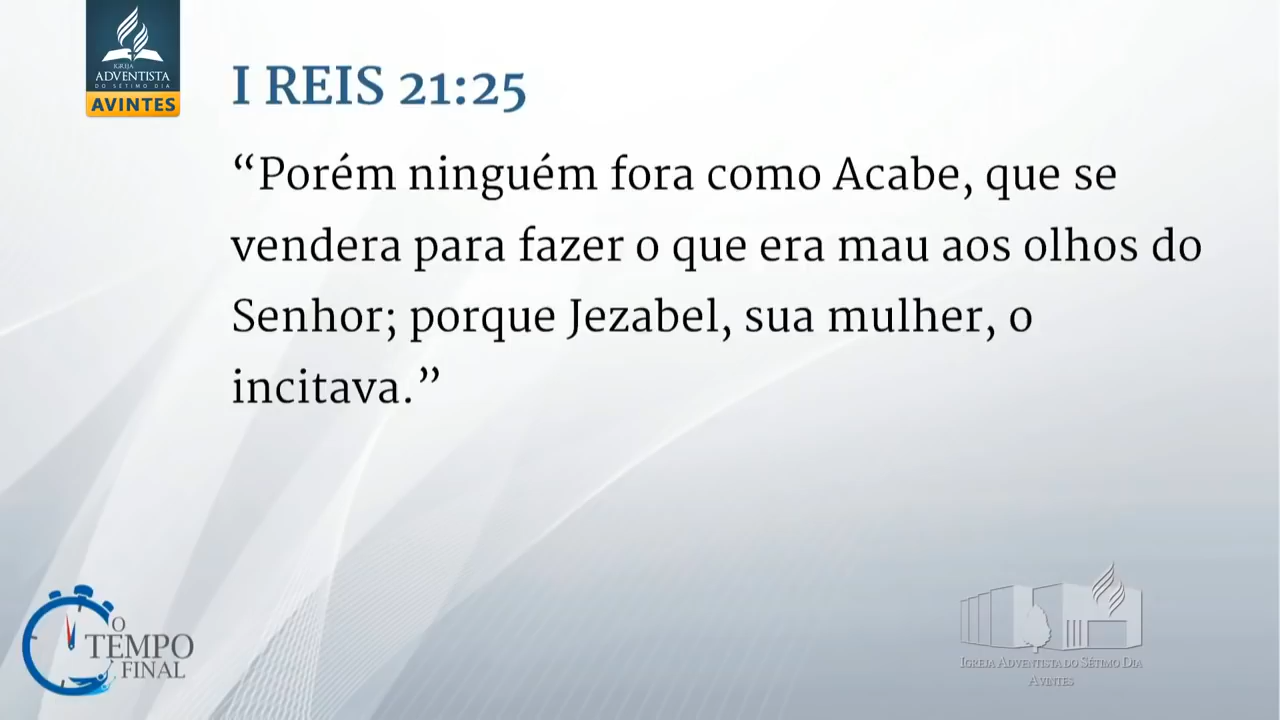 IGREJA
ADVENTISTA
DO SÉTIMO DIA
AVINTES
I REIS 21:25
“Porém ninguém fora como Acabe, que se
vendera para fazer o que era mau aos olhos do
Senhor; porque Jezabel, sua mulher, o
incitava.”
O
TEMPO
FINAL
IGREJA ADVENTISTA DO SÉTIMO DIA
AVINTES